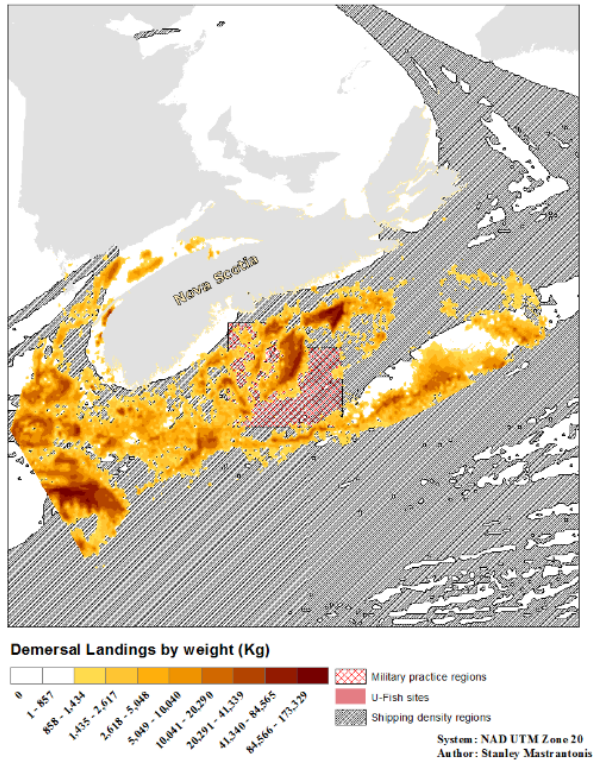 Nova Scotia
Demersal Landings by weight (Kg)
0
1 - 857
858 - 1,434
1,435 - 2,617
2,618 - 5,048
5,049 - 10,040
10,041 - 20,290
20,291 - 41,339
41,340 - 84,565
84,566 - 173,329
Military practice regions
U-Fish sites
Shipping density regions
System: NAD UTM Zone 20
Author: Stanley Mastrantonis